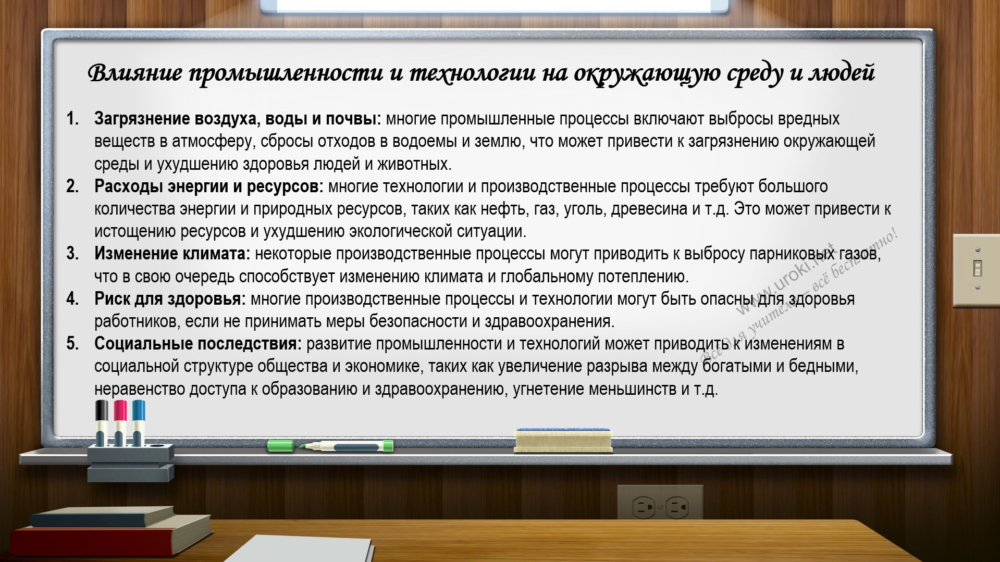 Влияние промышленности и технологии на окружающую среду и людей
1. Загрязнение воздуха, воды и почвы: многие промышленные процессы включают выбросы вредных
веществ в атмосферу, сбросы отходов в водоемы и землю, что может привести к загрязнению окружающей
среды и ухудшению здоровья людей и животных.
2. Расходы энергии и ресурсов: многие технологии и производственные процессы требуют большого
количества энергии и природных ресурсов, таких как нефть, газ, уголь, древесина и т.д. Это может привести к
истощению ресурсов и ухудшению экологической ситуации.
3. Изменение климата: некоторые производственные процессы могут приводить к выбросу парниковых газов,
что в свою очередь способствует изменению климата и глобальному потеплению.
4. Риск для здоровья: многие производственные процессы и технологии могут быть опасны для здоровья
работников, если не принимать меры безопасности и здравоохранения.
5. Социальные последствия: развитие промышленности и технологий может приводить к изменениям в
социальной структуре общества и экономике, таких как увеличение разрыва между богатыми и бедными,
неравенство доступа к образованию и здравоохранению, угнетение меньшинств и т.д.
www.uroki.net
Всё для учителя – всё бесплатно!